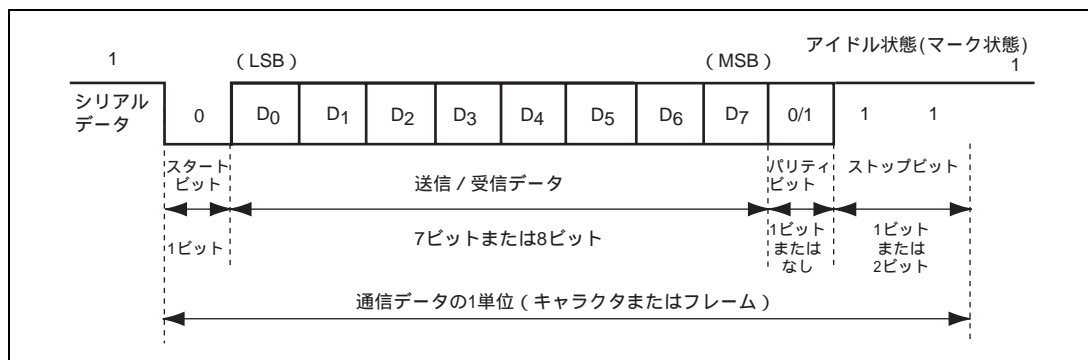 アイドル状態(マーク状態)
1 (LSB) (MSB) 1
シリアル
データ
0 D0 D1 D2 D3 D4 D5 D6 D7 0/1 1 1
スタート
ビット
送信 / 受信データ
パリティ
ビット
ストップビット
1ビット
7ビットまたは8ビット
1ビット
または
なし
1ビット
または
2ビット
通信データの1単位 ( キャラクタまたはフレーム )